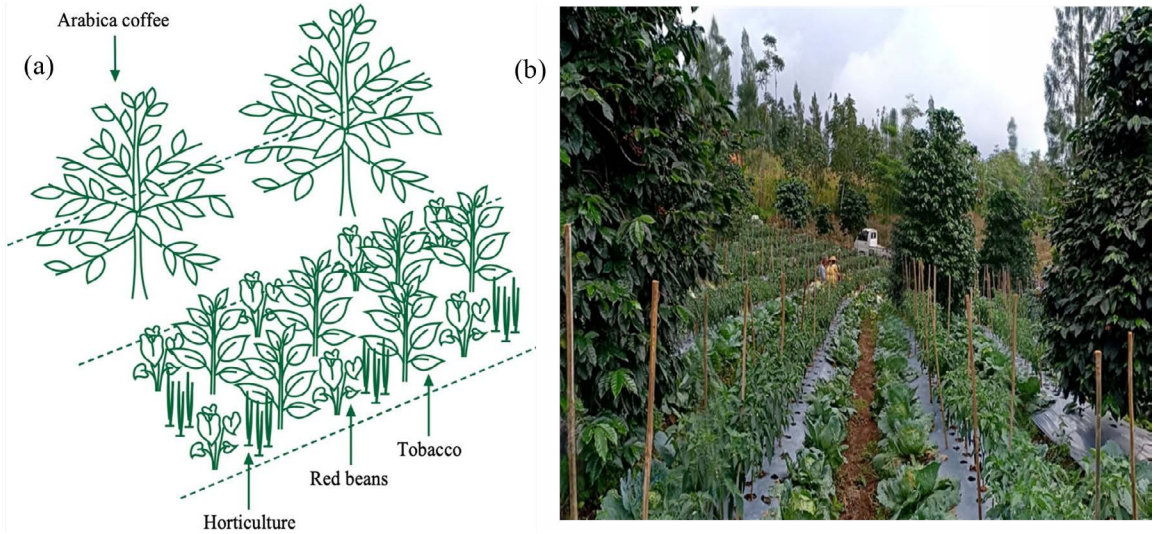 Arabica coffee
(a)
(b)
Tobacco
Red beans
Horticulture